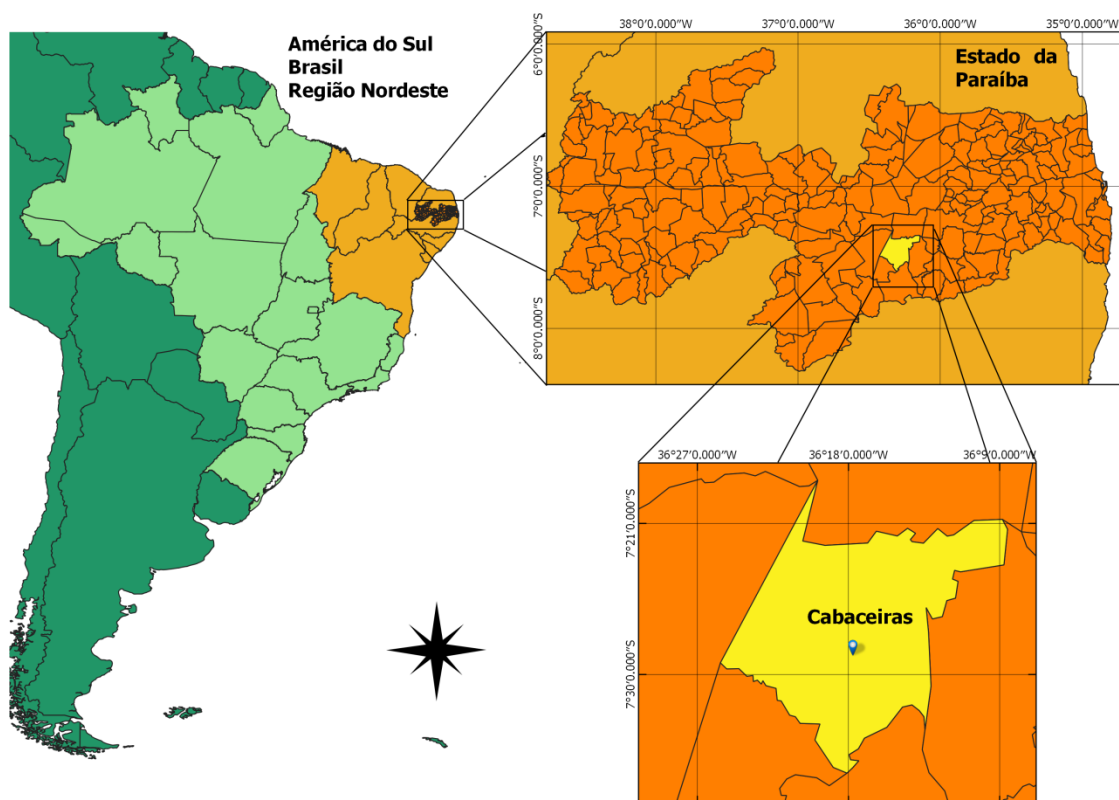 América do Sul
Brasil
Região Nordeste
38°0'0.000"W 37°0'0.000"W 36°0'0.000"W 35°0'0.000"W
6°0'0.000"S
7°0'0.000"S
8°0'0.000"S
Estado da
Paraíba
36°27'0.000"W 36°18'0.000"W 36°9'0.000"W
7°21'0.000"S
7°30'0.000"S
Cabaceiras